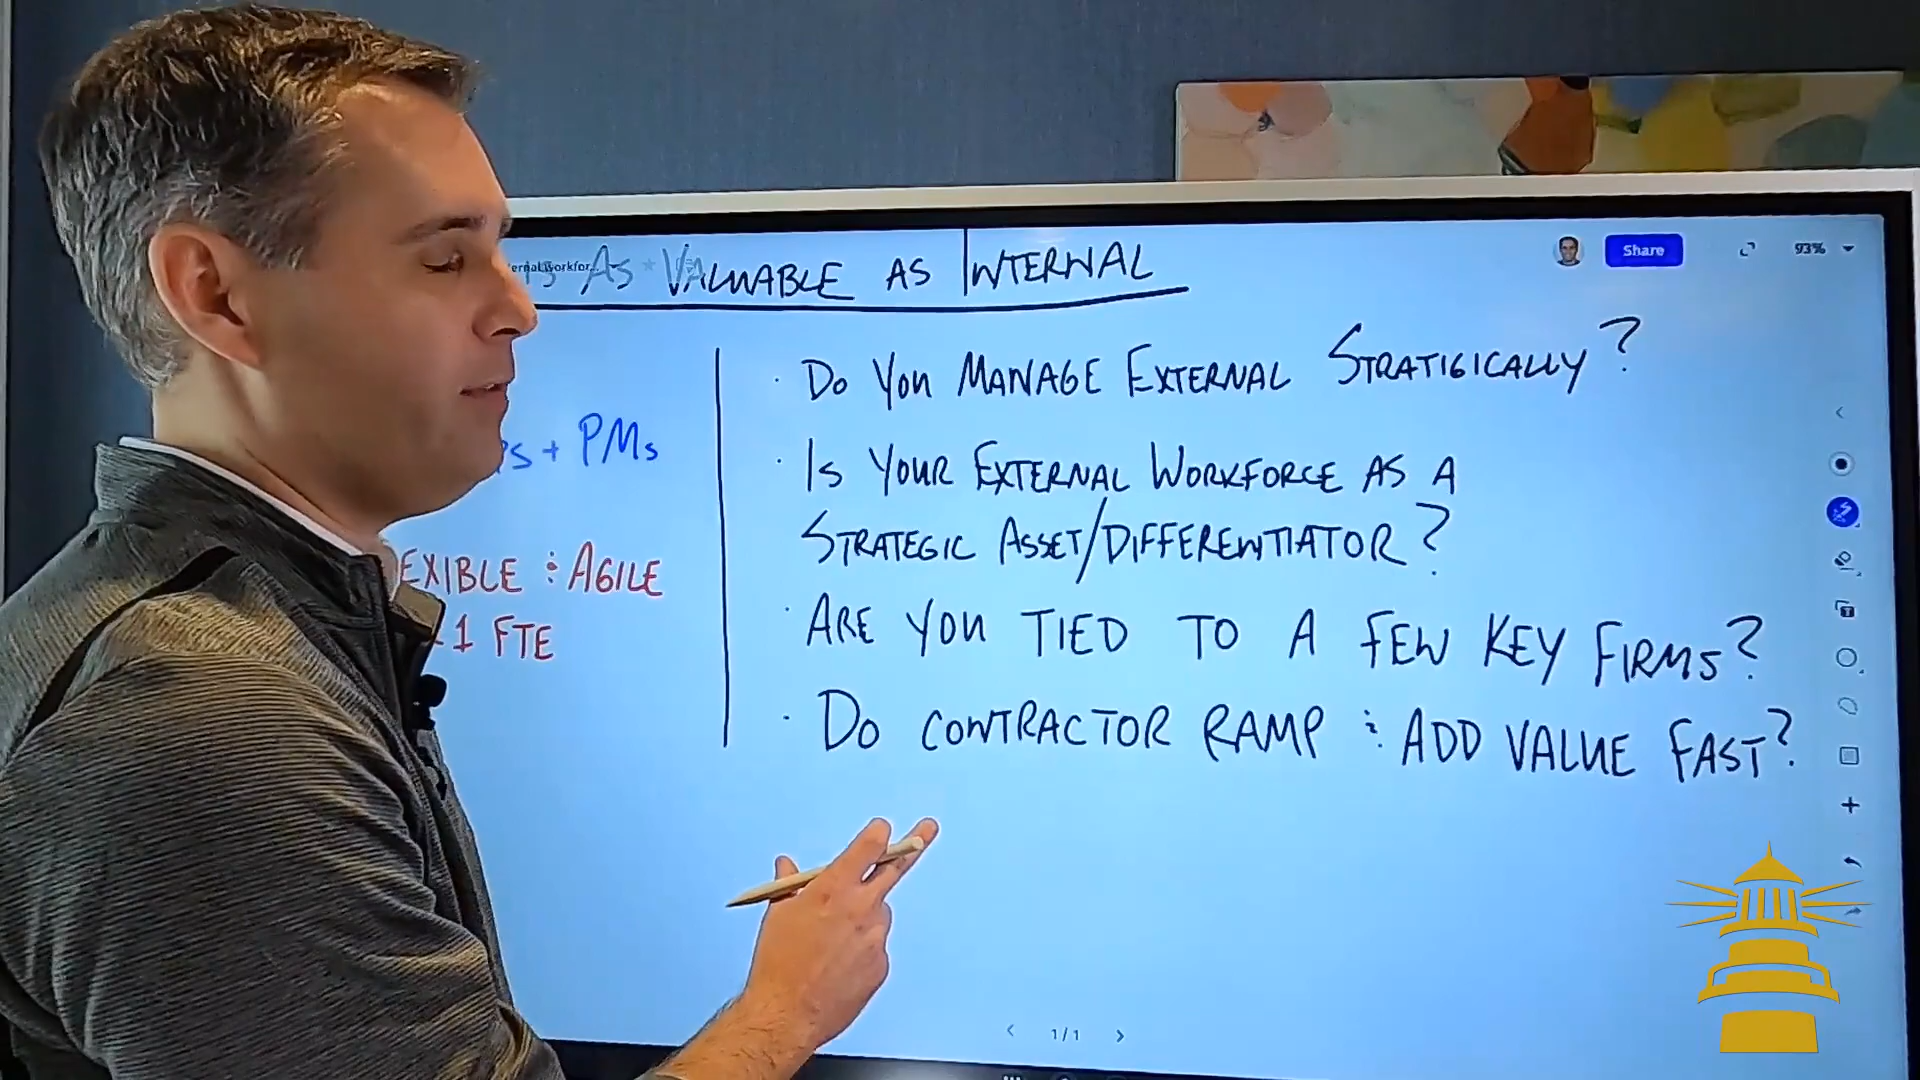 As VALUABLE AS INTERNAL
Share
93%
+ PMs
EXIBLE : AGILE
1 FTE
· Do You MANAGE EXTERNAL STRATIGICALLY?
· Is YOUR EXTERNAL WORKFORCE AS A
STRATEGIC ASSET/DIFFERENTIATOR?
· ARE YOU TIED TO A FEW KEY FIRMS?
· Do CONTRACTOR RAMP : ADD VALUE FAST?
1/1